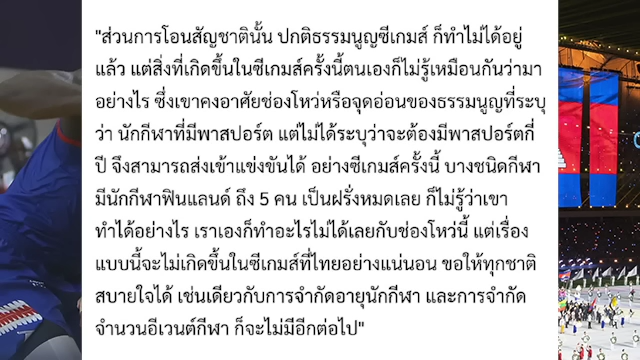 "ส่วนการโอนสัญชาตินั้น ปกติธรรมนูญซีเกมส์ ก็ทำไม่ได้อยู่
แล้ว แต่สิ่งที่เกิดขึ้นในซีเกมส์ครั้งนี้ตนเองก็ไม่รู้เหมือนกันว่ามา
อย่างไร ซึ่งเขาคงอาศัยช่องโหว่หรือจุดอ่อนของธรรมนูญที่ระบุ
ว่า นักกีฬาที่มีพาสปอร์ต แต่ไม่ได้ระบุว่าจะต้องมีพาสปอร์ตกี่
ปี จึงสามารถส่งเข้าแข่งขันได้ อย่างซีเกมส์ครั้งนี้ บางชนิดกีฬา
มีนักกีฬาฟินแลนด์ ถึง 5 คน เป็นฝรั่งหมดเลย ก็ไม่รู้ว่าเขา
ทำได้อย่างไร เราเองก็ทำอะไรไม่ได้เลยกับช่องโหว่นี้ แต่เรื่อง
แบบนี้จะไม่เกิดขึ้นในซีเกมส์ที่ไทยอย่างแน่นอน ขอให้ทุกชาติ
สบายใจได้ เช่นเดียวกับการจำกัดอายุนักกีฬา และการจำกัด
จำนวนอีเวนต์กีฬา ก็จะไม่มีอีกต่อไป"